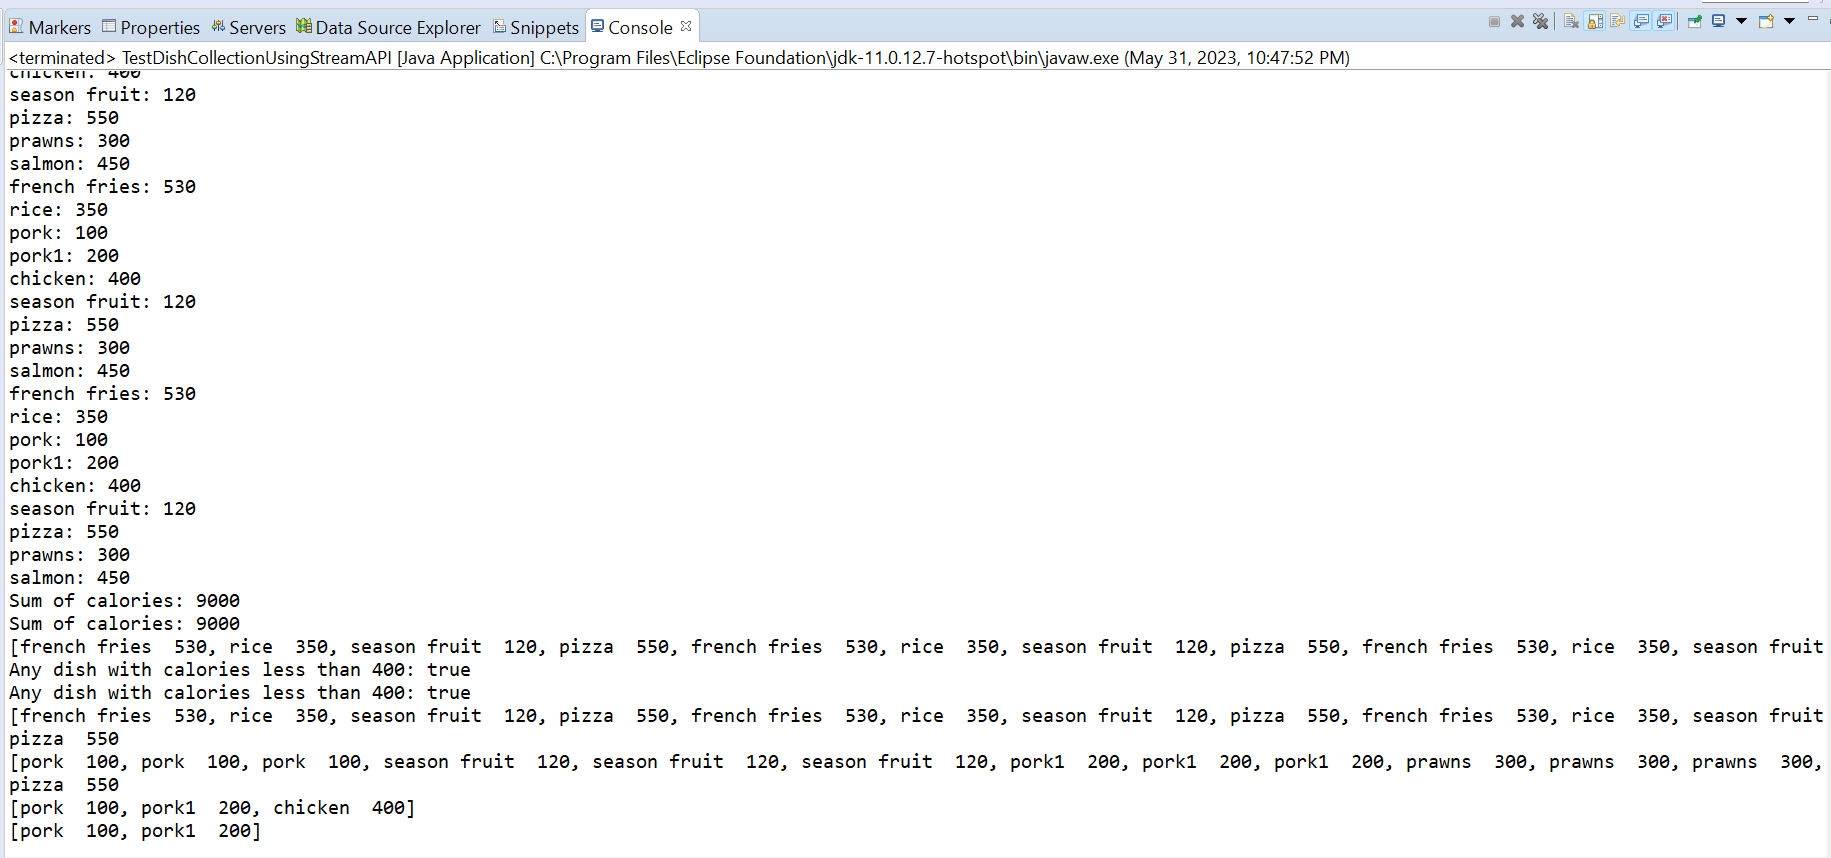 Markers Properties Servers Data Source Explorer Snippets Console
<terminated> TestDishCollectionUsingStreamAPI [Java Application] C:\Program Files\Eclipse Foundation\jdk-11.0.12.7-hotspot\bin\javaw.exe (May 31, 2023, 10:47:52 PM)
chicken: 400
season fruit: 120
pizza: 550
prawns: 300
salmon: 450
french fries: 530
rice: 350
pork: 100
pork1: 200
chicken: 400
season fruit: 120
pizza: 550
prawns: 300
salmon: 450
french fries: 530
rice: 350
pork: 100
pork1: 200
chicken: 400
season fruit: 120
pizza: 550
prawns: 300
salmon: 450
Sum of calories: 9000
Sum of calories: 9000
[french fries  530, rice  350, season fruit  120, pizza  550, french fries  530, rice  350, season fruit  120, pizza  550, french fries  530, rice  350, season fruit
Any dish with calories less than 400: true
Any dish with calories less than 400: true
[french fries  530, rice  350, season fruit  120, pizza  550, french fries  530, rice  350, season fruit  120, pizza  550, french fries  530, rice  350, season fruit
pizza  550
[pork  100, pork  100, pork  100, season fruit  120, season fruit  120, season fruit  120, pork1  200, pork1  200, pork1  200, prawns  300, prawns  300, prawns  300,
pizza  550
[pork  100, pork1  200, chicken  400]
[pork  100, pork1  200]